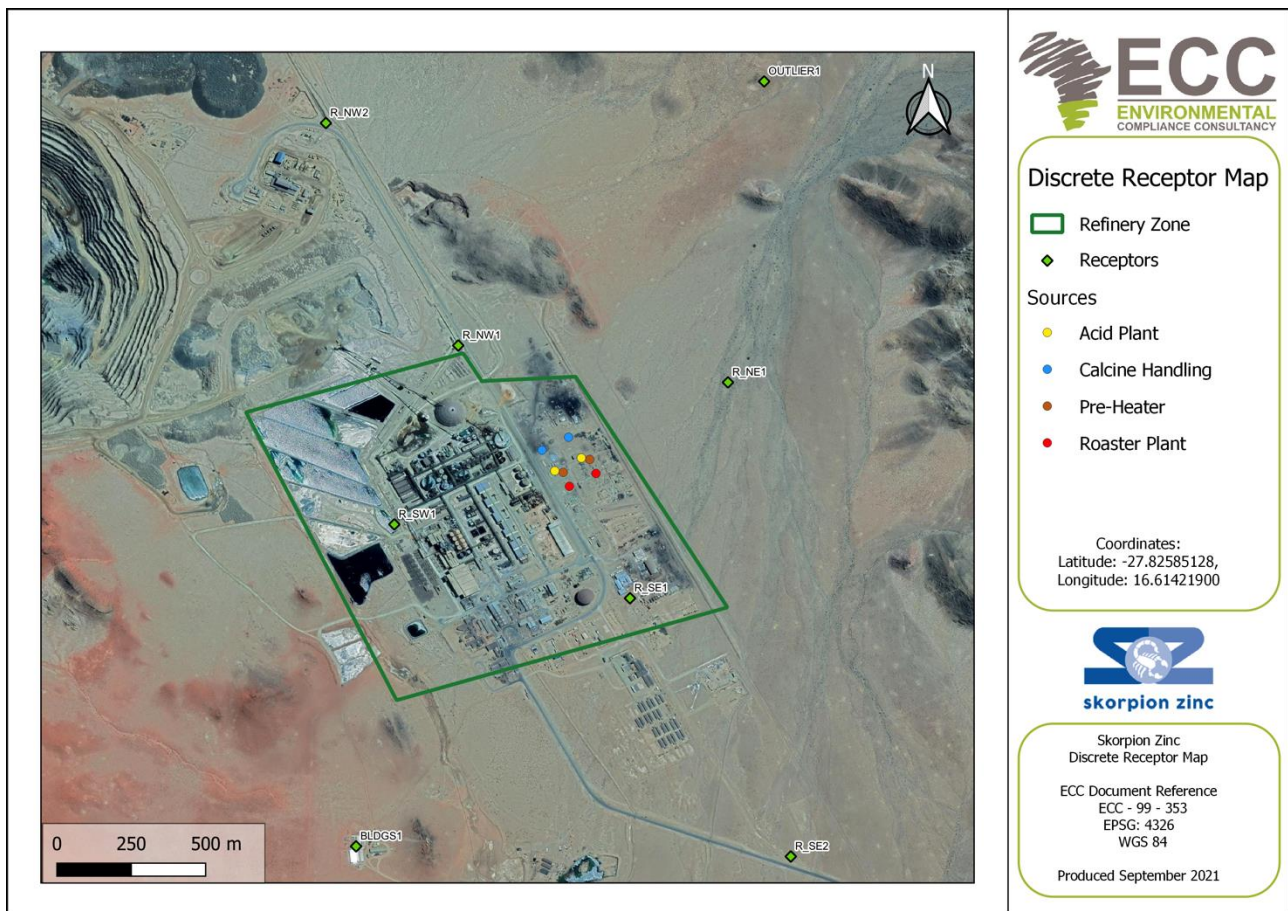 OUTLIER1
N
R_NW2
R_NW1
R_NE1
R_SW1
R_SE1
BLDGS1
R_SE2
0 250 500 m
ECC
ENVIRONMENTAL
COMPLIANCE CONSULTANCY
Discrete Receptor Map
Refinery Zone
Receptors
Sources
Acid Plant
Calcine Handling
Pre-Heater
Roaster Plant
Coordinates:
Latitude: -27.82585128,
Longitude: 16.61421900
skorpion zinc
Skorpion Zinc
Discrete Receptor Map
ECC Document Reference
ECC - 99 - 353
EPSG: 4326
WGS 84
Produced September 2021